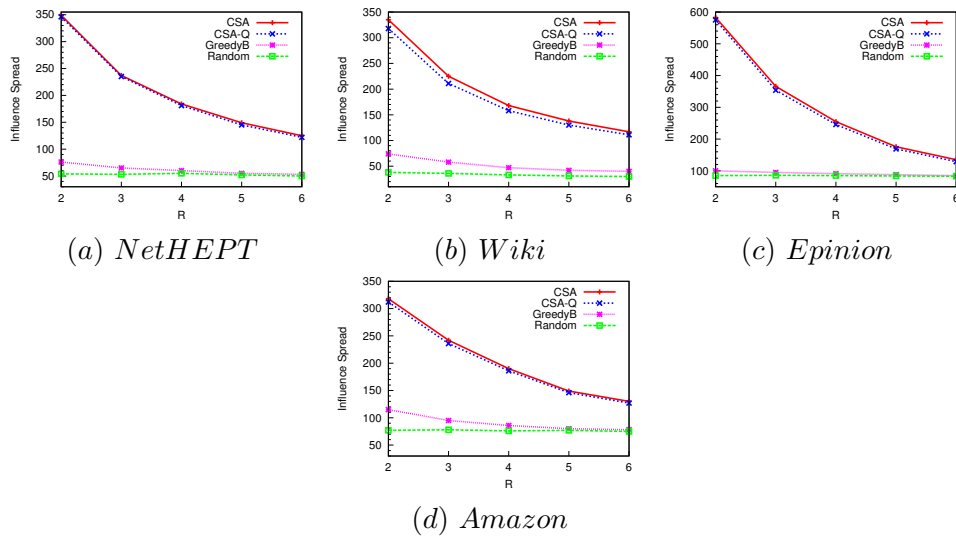 350
300
250
200
150
100
50
2 3 4 5 6
R
Influence Spread
CSA
CSA-Q
GreedyB
Random
(a) NetHEPT
350
300
250
200
150
100
50
2 3 4 5 6
R
Influence Spread
CSA
CSA-Q
GreedyB
Random
(b) Wiki
600
500
400
300
200
100
2 3 4 5 6
R
Influence Spread
CSA
CSA-Q
GreedyB
Random
(c) Epinion
350
300
250
200
150
100
50
2 3 4 5 6
R
Influence Spread
CSA
CSA-Q
GreedyB
Random
(d) Amazon